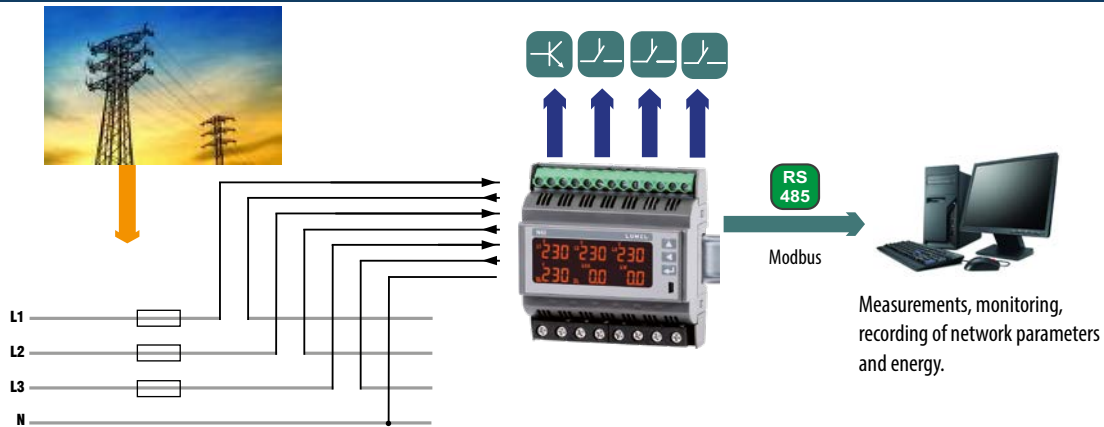 RS
485
LUMEL
230 230 230
230 0.0 0.0
Modbus
L1
L2
L3
N
Measurements, monitoring,
recording of network parameters
and energy.